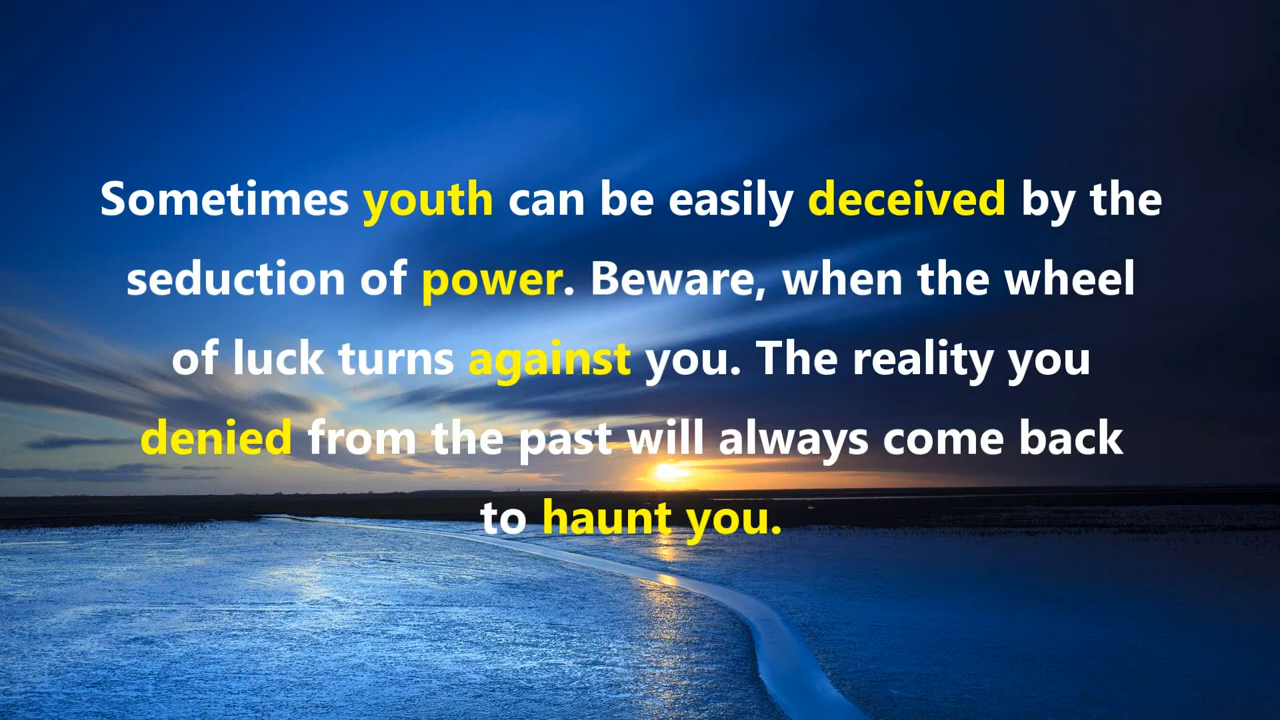 Sometimes youth can be easily deceived by the
seduction of power. Beware, when the wheel
of luck turns against you. The reality you
denied from the past will always come back
to haunt you.